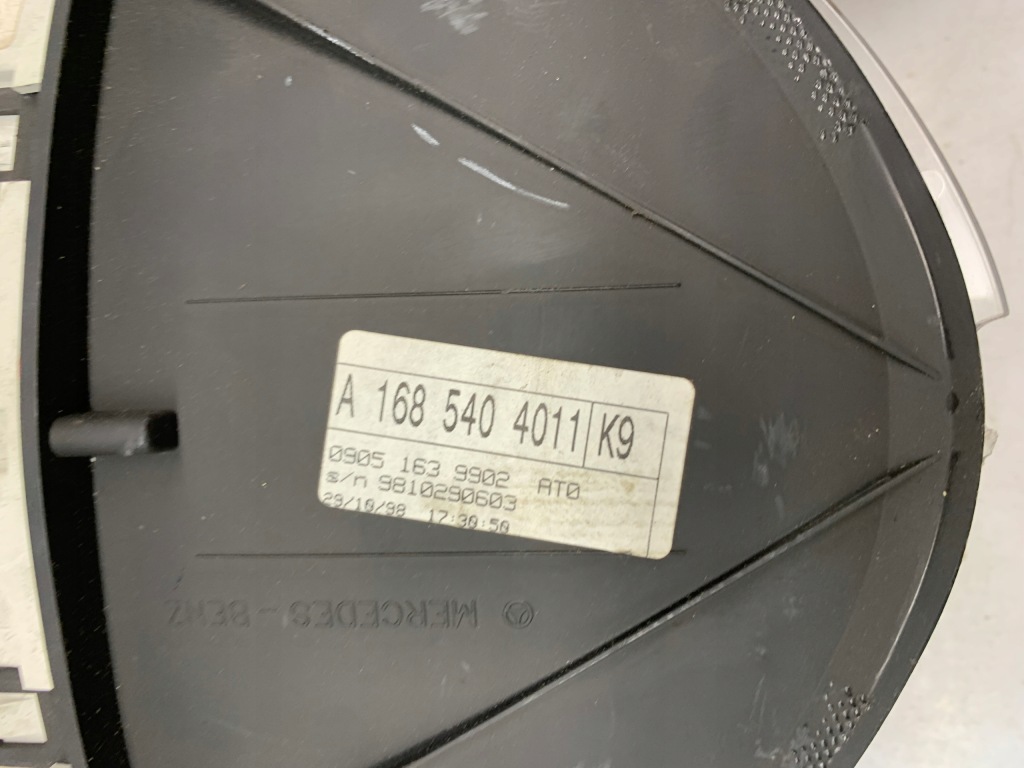 A 168 540 4011 K9
0905 163 9902 AT0
s/n 9810290603
29/10/98 17:30:50
MERCEDES-BENZ